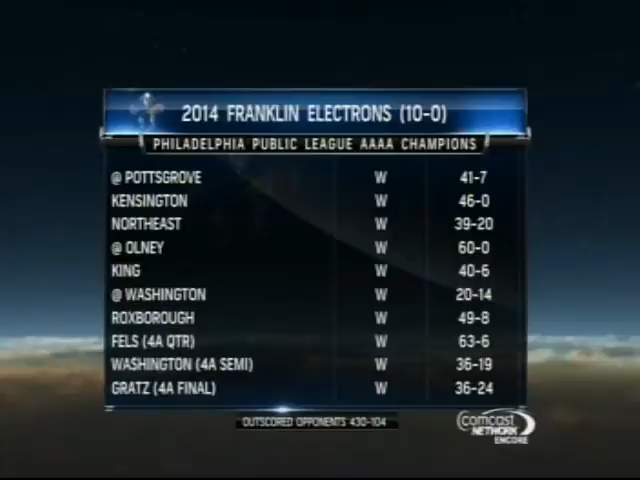 2014 FRANKLIN ELECTRONS (10-0)
PHILADELPHIA PUBLIC LEAGUE AAAA CHAMPIONS
@ POTTSGROVE W 41-7
KENSINGTON W 46-0
NORTHEAST W 39-20
@ OLNEY W 60-0
KING W 40-6
@ WASHINGTON W 20-14
ROXBOROUGH W 49-8
FELS (4A QTR) W 63-6
WASHINGTON (4A SEMI) W 36-19
GRATZ (4A FINAL) W 36-24
OUTSCORED OPPONENTS 430-104
comcast
NETWORK
ENCORE